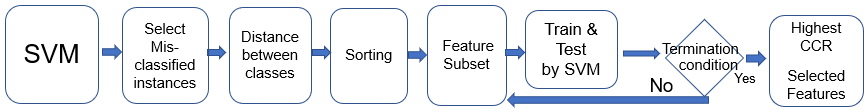 SVM
Select
Mis-
classified
instances
Distance
between
classes
Sorting
Feature
Subset
Train &
Test
by SVM
Termination
condition
Yes
No
Highest
CCR
Selected
Features